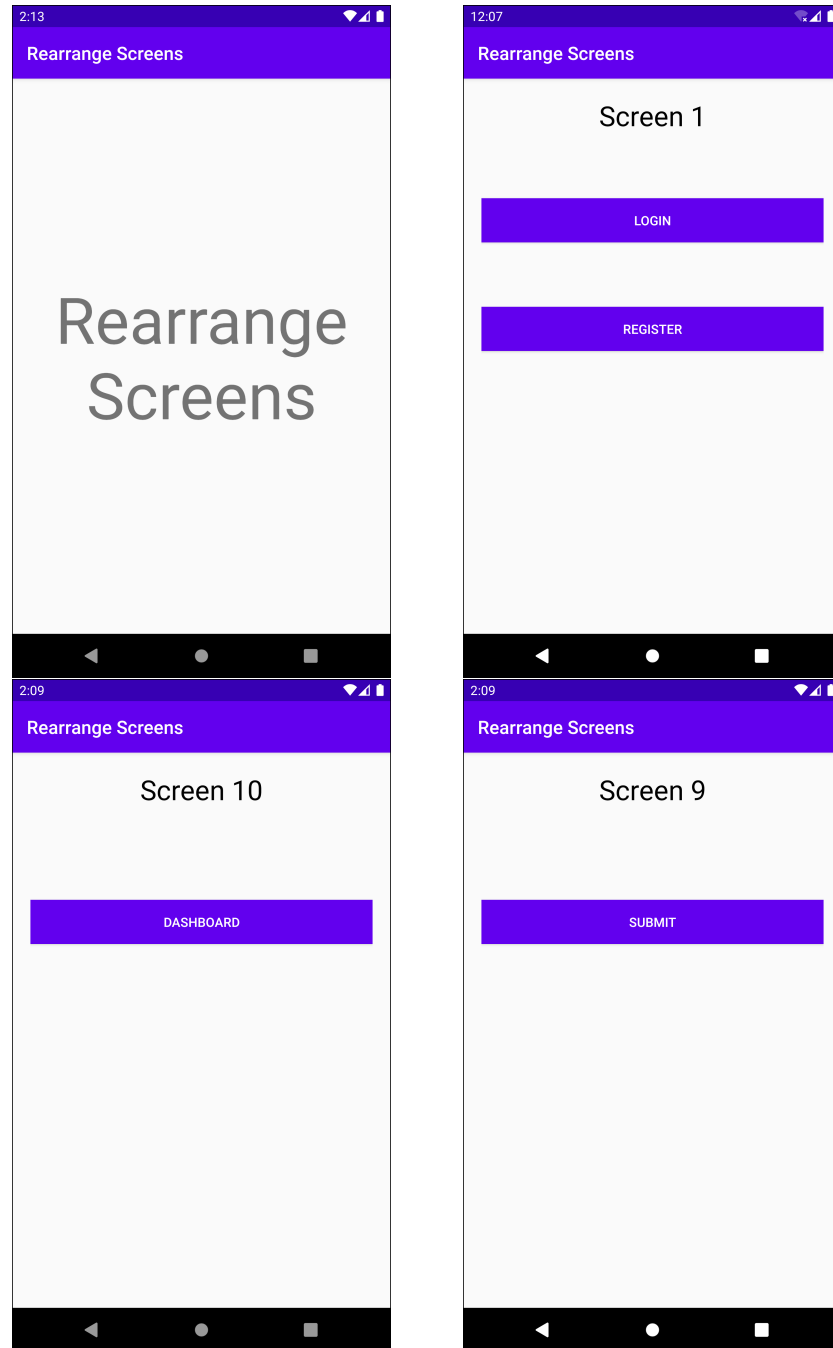 2:13
Rearrange Screens
Rearrange
Screens
12:07
Rearrange Screens
Screen 1
LOGIN
REGISTER
2:09
Rearrange Screens
Screen 10
DASHBOARD
2:09
Rearrange Screens
Screen 9
SUBMIT